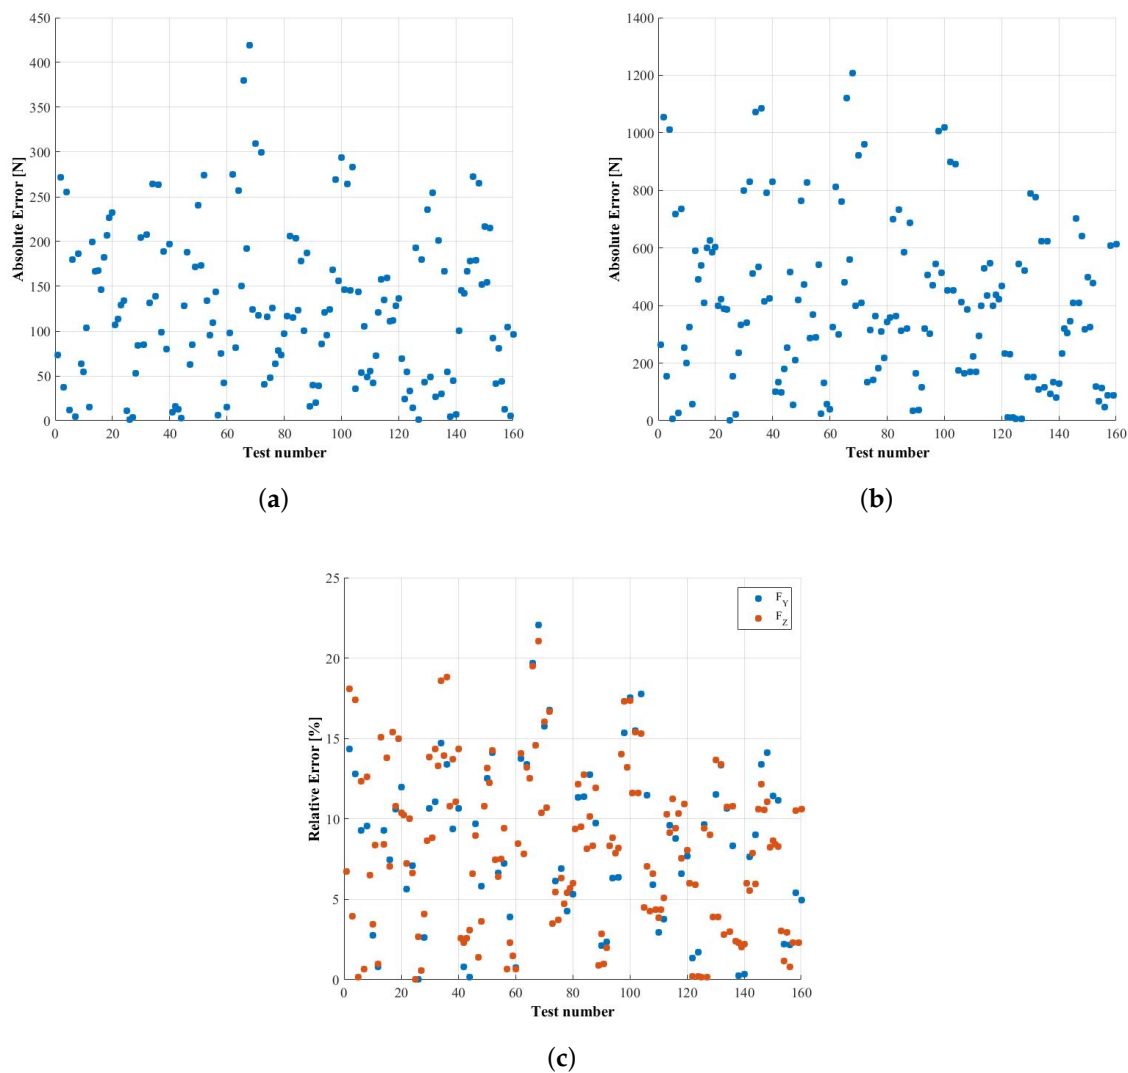 450
400
350
300
250
200
150
100
50
0
Absolute Error [N]
0 20 40 60 80 100 120 140 160
Test number
(a)
1400
1200
1000
800
600
400
200
0
Absolute Error [N]
0 20 40 60 80 100 120 140 160
Test number
(b)
25
20
15
10
5
0
Relative Error [%]
F_Y
F_Z
0 20 40 60 80 100 120 140 160
Test number
(c)